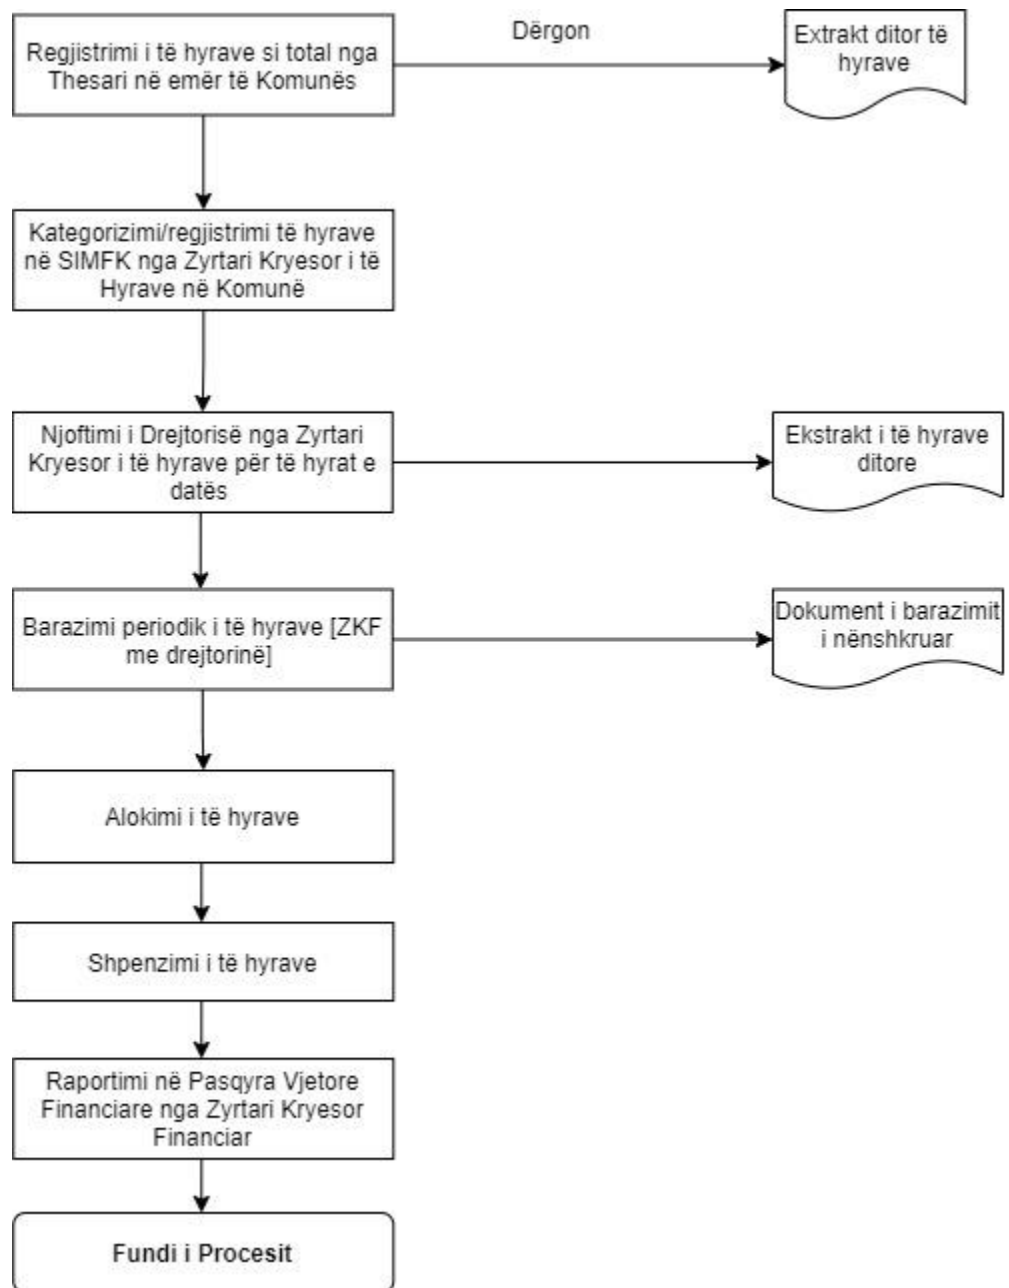 Regjistrimi i të hyrave si total nga
Thesari në emër të Komunës
Dërgon
Extrakt ditor të
hyrave
Kategorizimi/regjistrimi të hyrave
në SIMFK nga Zyrtari Kryesor i të
Hyrave në Komunë
Njoftimi i Drejtorisë nga Zyrtari
Kryesor i të hyrave për të hyrat e
datës
Ekstrakt i të hyrave
ditore
Barazimi periodik i të hyrave [ZKF
me drejtorinë]
Dokument i barazimit
i nënshkruar
Alokimi i të hyrave
Shpenzimi i të hyrave
Raportimi në Pasqyra Vjetore
Financiare nga Zyrtari Kryesor
Financiar
Fundi i Procesit